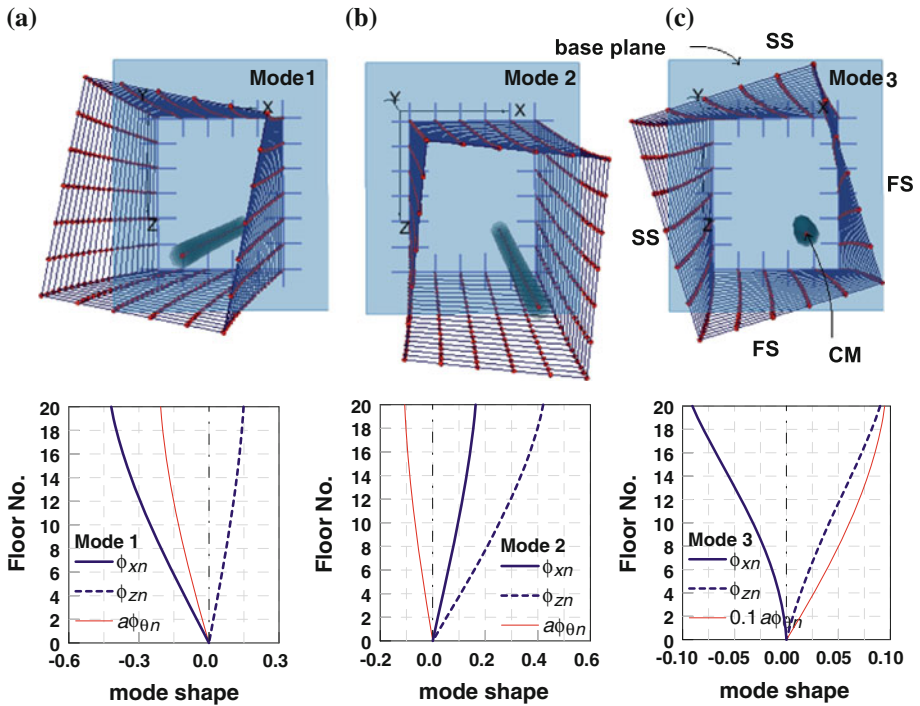 (a)
(b)
(c)
base plane
SS
Mode 1
Mode 2
Mode 3
Y
X
Z
Y
X
Z
Y
X
Z
FS
SS
FS
CM
20
18
16
14
12
10
8
6
4
2
0
Floor No.
Mode 1
ϕxn
ϕzn
aϕθn
-0.6
-0.3
0.0
0.3
mode shape
20
18
16
14
12
10
8
6
4
2
0
Floor No.
Mode 2
ϕxn
ϕzn
aϕθn
-0.2
0.0
0.2
0.4
0.6
mode shape
20
18
16
14
12
10
8
6
4
2
0
Floor No.
Mode 3
ϕxn
ϕzn
0.1aϕθn
-0.10
-0.05
0.00
0.05
0.10
mode shape